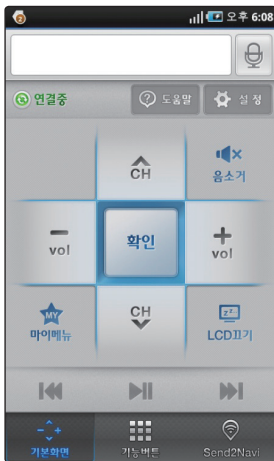 오후 6:08
연결중
도움말
설정
CH
음소거
vol
확인
vol
MY
마이메뉴
CH
zz..
LCD끄기
기본화면
기능버튼
Send2Navi